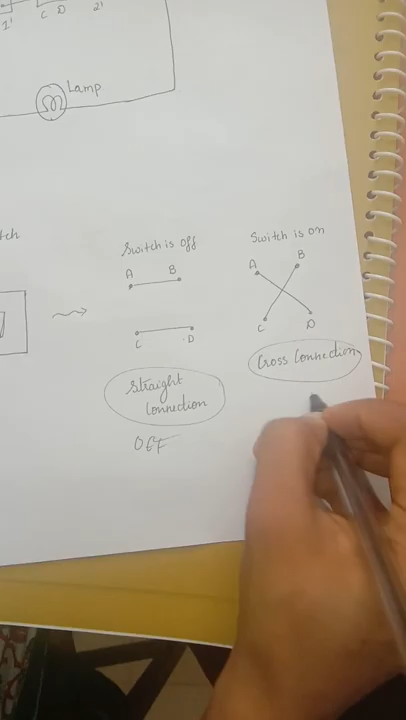 1'
C D
2'
Lamp
tch
Switch is off
A B
C .D
Straight
Connection
OFF
Switch is on
A B
C D
Cross Connection